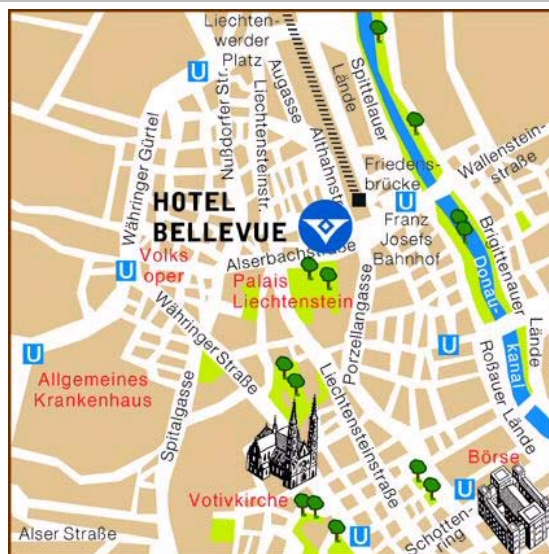 Liechten-
werder
Platz
U
Währinger Gürtel
Nußdorfer Str.
Liechtensteinstr.
Augasse
Althahnstr.
Spittelauer
Lände
Friedens-
brücke
Wallenstein-
straße
U
HOTEL
BELLEVUE
Franz
Josefs
Bahnhof
Brigittenauer
Lände
Donau-
kanal
Alserbachstraße
Volks
oper
U
Palais
Liechtenstein
Porzellangasse
U
Währinger Straße
U
Allgemeines
Krankenhaus
Spitalgasse
Liechtensteinstraße
Roßauer Lände
Börse
U
Votivkirche
Alser Straße
U
Schotten-
ring